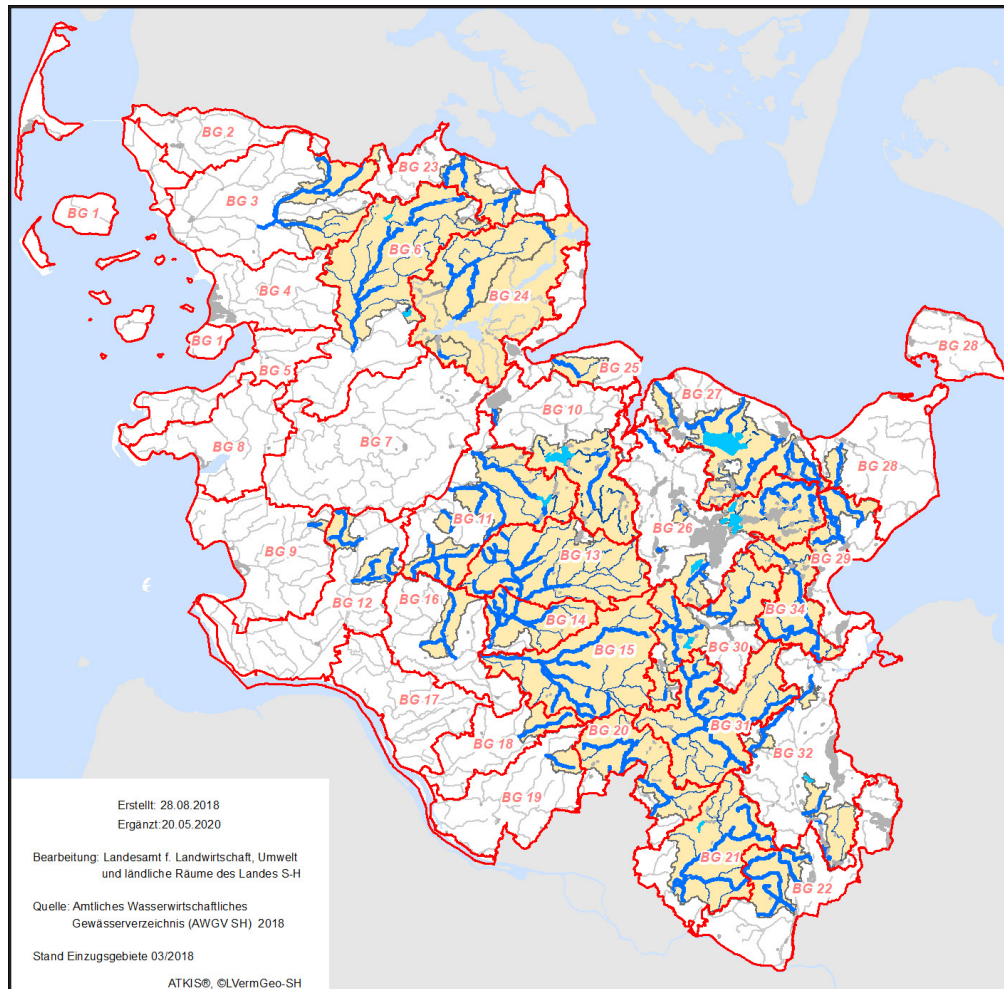 BG 2
BG 23
BG 3
BG 1
BG 6
BG 4
BG 24
BG 1
BG 28
BG 5
BG 25
BG 27
BG 10
BG 7
BG 8
BG 28
BG 11
BG 26
BG 9
BG 13
BG 29
BG 12
BG 16
BG 34
BG 14
BG 15
BG 30
BG 17
BG 31
BG 20
BG 18
BG 32
BG 19
BG 21
BG 22
Erstellt: 28.08.2018
Ergänzt:20.05.2020
Bearbeitung: Landesamt f. Landwirtschaft, Umwelt
und ländliche Räume des Landes S-H
Quelle: Amtliches Wasserwirtschaftliches
Gewässerverzeichnis (AWGV SH) 2018
Stand Einzugsgebiete 03/2018
ATKIS®, ©LVermGeo-SH